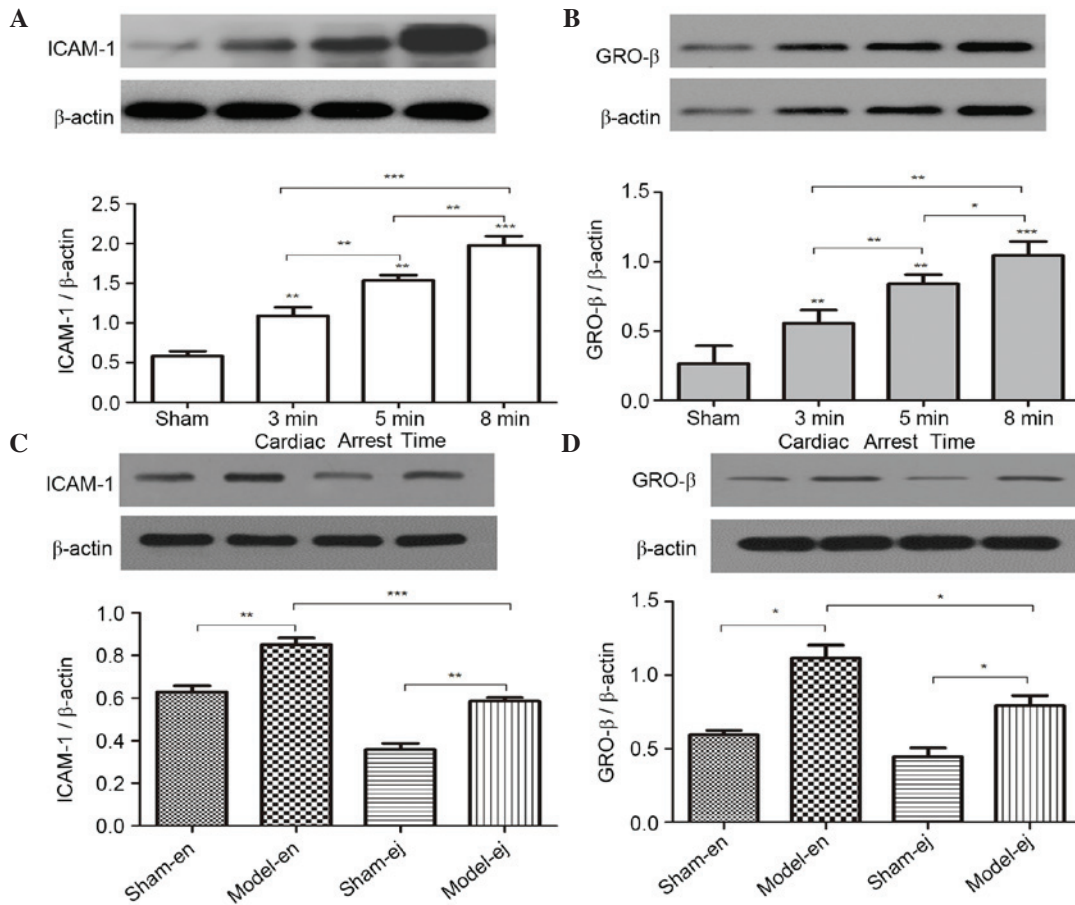 A
ICAM-1
β-actin
***
**
**
***
**
**
2.5
2.0
1.5
1.0
0.5
0.0
ICAM-1 / β-actin
Sham
3 min
5 min
8 min
Cardiac Arrest Time
B
GRO-β
β-actin
**
*
**
***
**
**
1.5
1.0
0.5
0.0
GRO-β / β-actin
Sham
3 min
5 min
8 min
Cardiac Arrest Time
C
ICAM-1
β-actin
***
**
**
1.0
0.8
0.6
0.4
0.2
0.0
ICAM-1 / β-actin
Sham-en
Model-en
Sham-ej
Model-ej
D
GRO-β
β-actin
*
*
*
1.5
1.0
0.5
0.0
GRO-β / β-actin
Sham-en
Model-en
Sham-ej
Model-ej